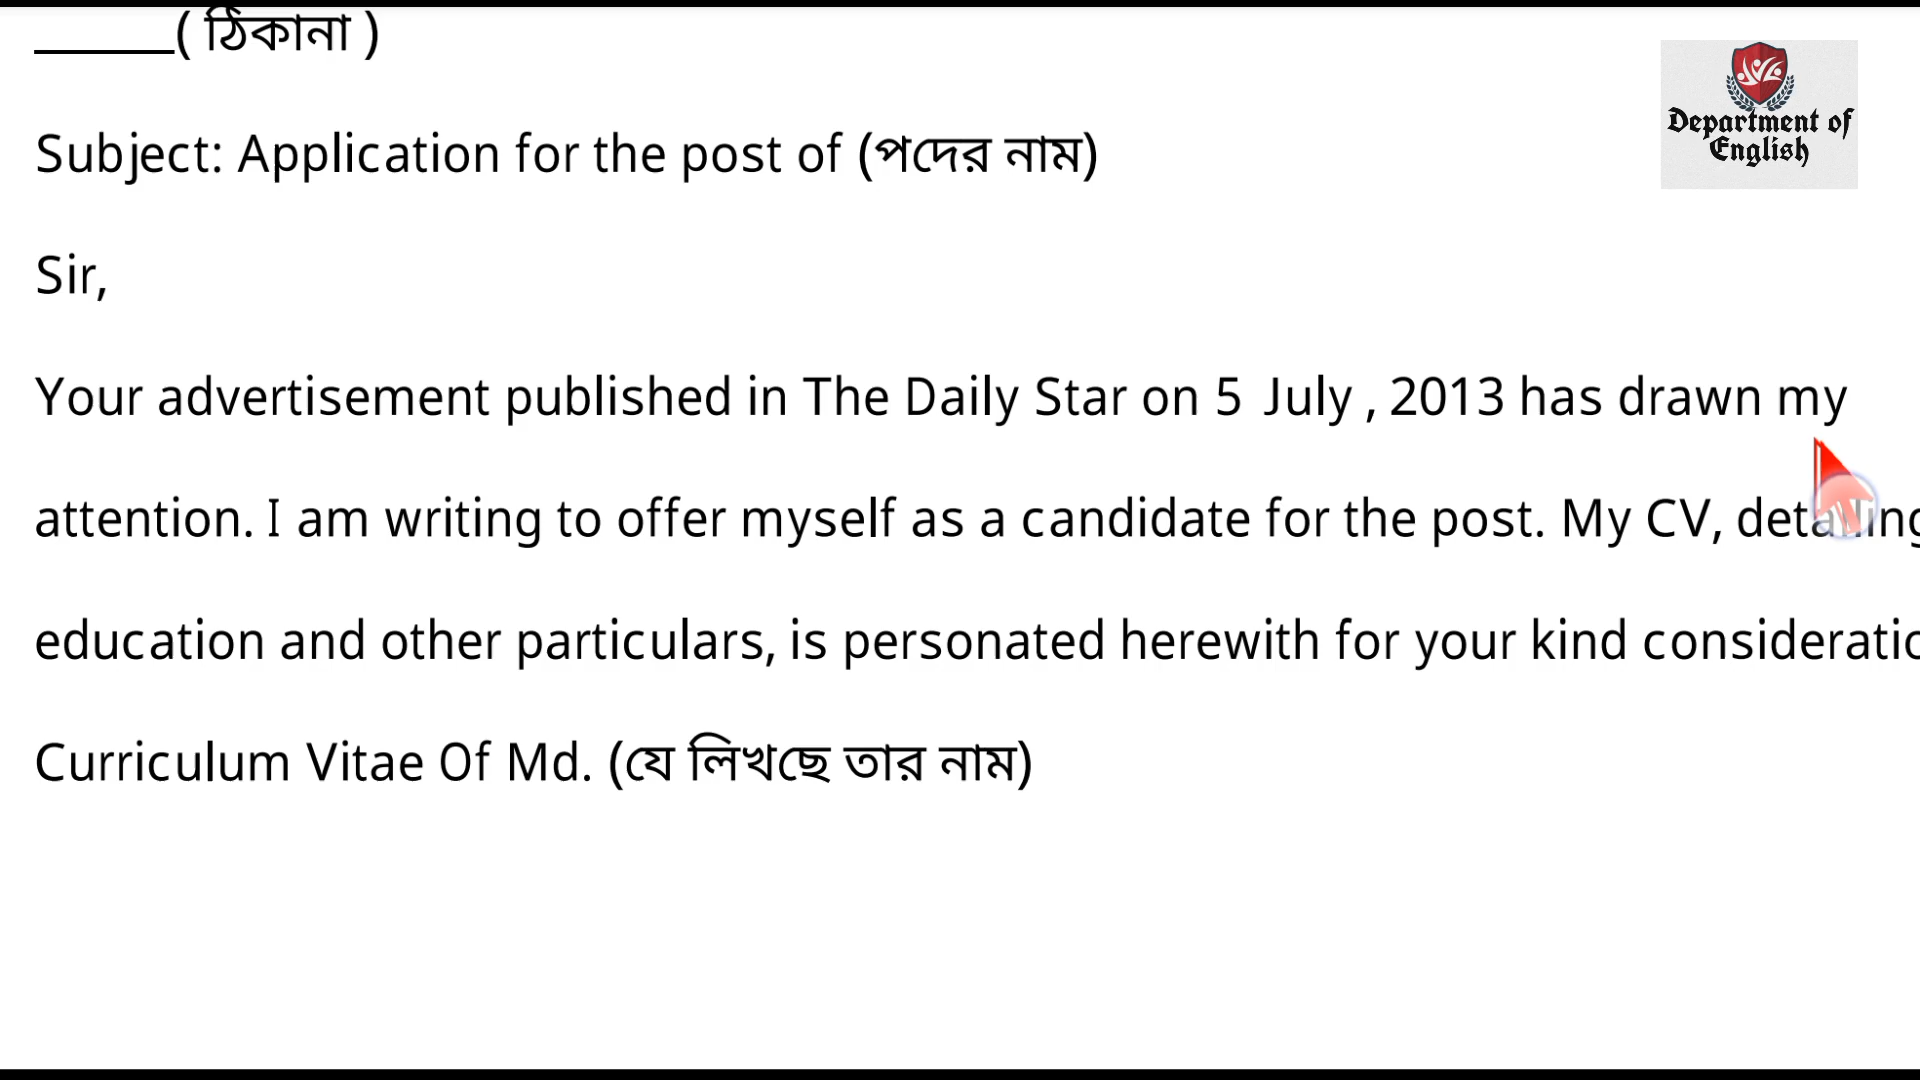 ______( ঠিকানা )
Department of
English
Subject: Application for the post of (পদের নাম)
Sir,
Your advertisement published in The Daily Star on 5 July , 2013 has drawn my
attention. I am writing to offer myself as a candidate for the post. My CV, detailing
education and other particulars, is personated herewith for your kind consideratio
Curriculum Vitae Of Md. (যে লিখছে তার নাম)